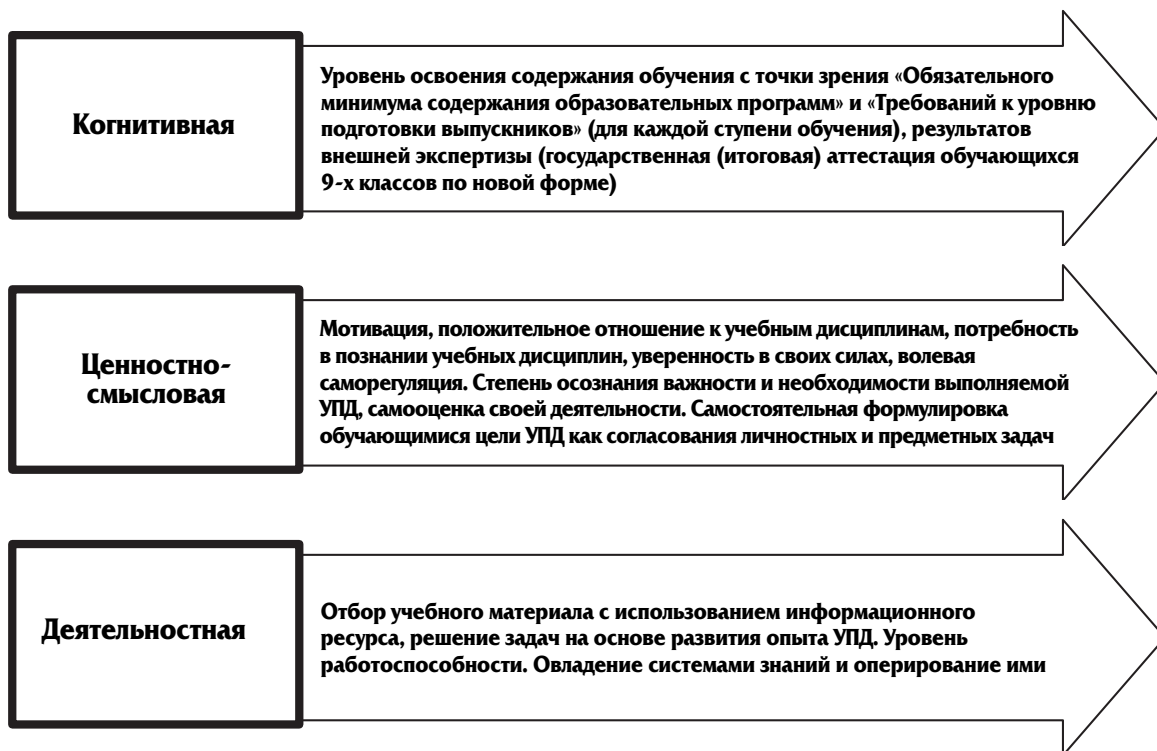 Когнитивная
Уровень освоения содержания обучения с точки зрения «Обязательного
минимума содержания образовательных программ» и «Требований к уровню
подготовки выпускников» (для каждой ступени обучения), результатов
внешней экспертизы (государственная (итоговая) аттестация обучающихся
9-х классов по новой форме)
Ценностно-
смысловая
Мотивация, положительное отношение к учебным дисциплинам, потребность
в познании учебных дисциплин, уверенность в своих силах, волевая
саморегуляция. Степень осознания важности и необходимости выполняемой
УПД, самооценка своей деятельности. Самостоятельная формулировка
обучающимися цели УПД как согласования личностных и предметных задач
Деятельностная
Отбор учебного материала с использованием информационного
ресурса, решение задач на основе развития опыта УПД. Уровень
работоспособности. Овладение системами знаний и оперирование ими